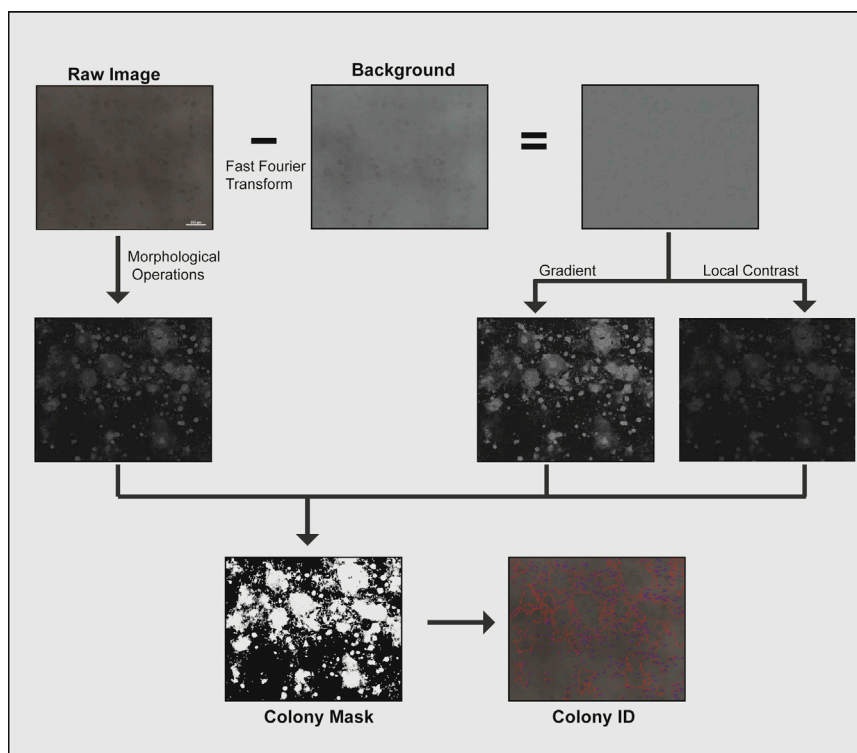 Raw Image
Background
Fast Fourier
Transform
Morphological
Operations
Gradient
Local Contrast
Colony Mask
Colony ID